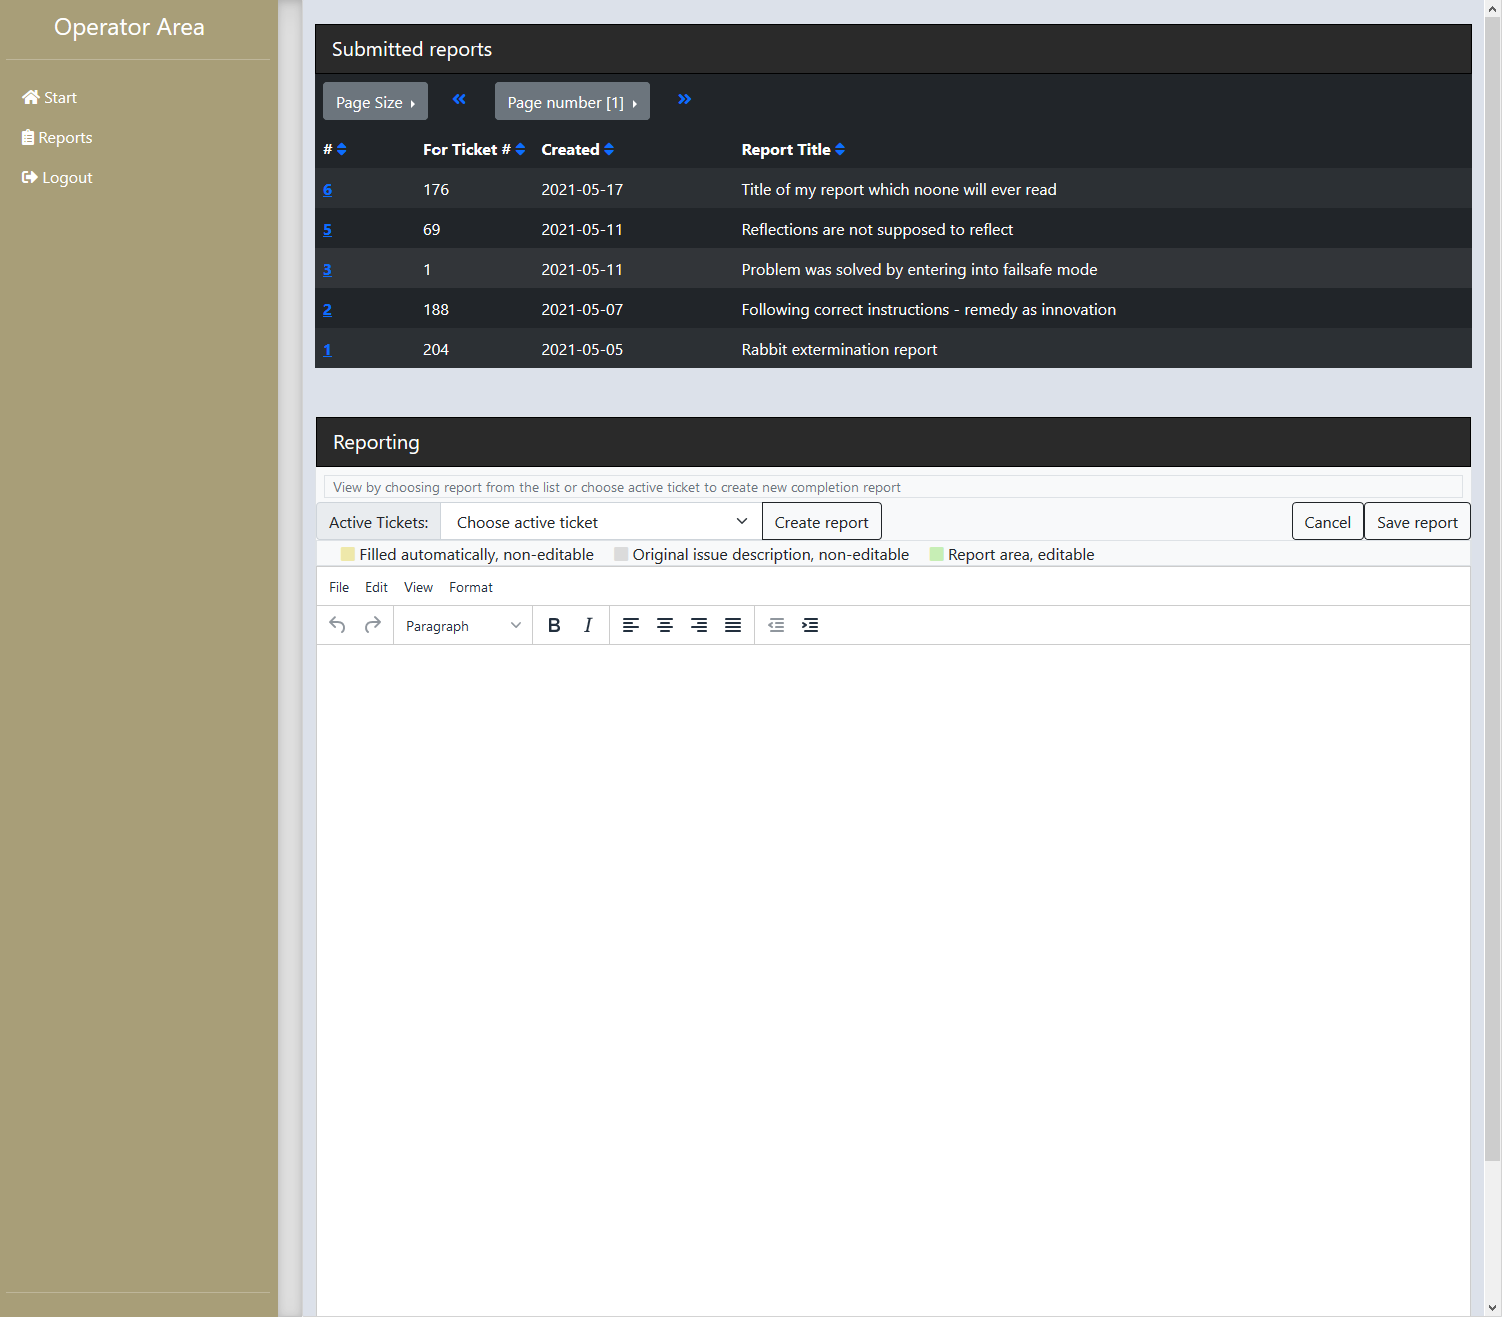 Operator Area
Start
Reports
Logout
Submitted reports
Page Size
Page number [1]
# For Ticket # Created Report Title
6 176 2021-05-17 Title of my report which noone will ever read
5 69 2021-05-11 Reflections are not supposed to reflect
3 1 2021-05-11 Problem was solved by entering into failsafe mode
2 188 2021-05-07 Following correct instructions - remedy as innovation
1 204 2021-05-05 Rabbit extermination report
Reporting
View by choosing report from the list or choose active ticket to create new completion report
Active Tickets: Choose active ticket Create report Cancel Save report
Filled automatically, non-editable Original issue description, non-editable Report area, editable
File Edit View Format
Paragraph B I